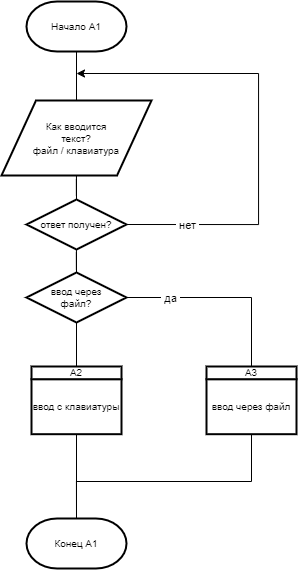 Начало А1
Как вводится
текст?
файл / клавиатура
ответ получен?
нет
ввод через
файл?
да
А2
ввод с клавиатуры
А3
ввод через файл
Конец А1